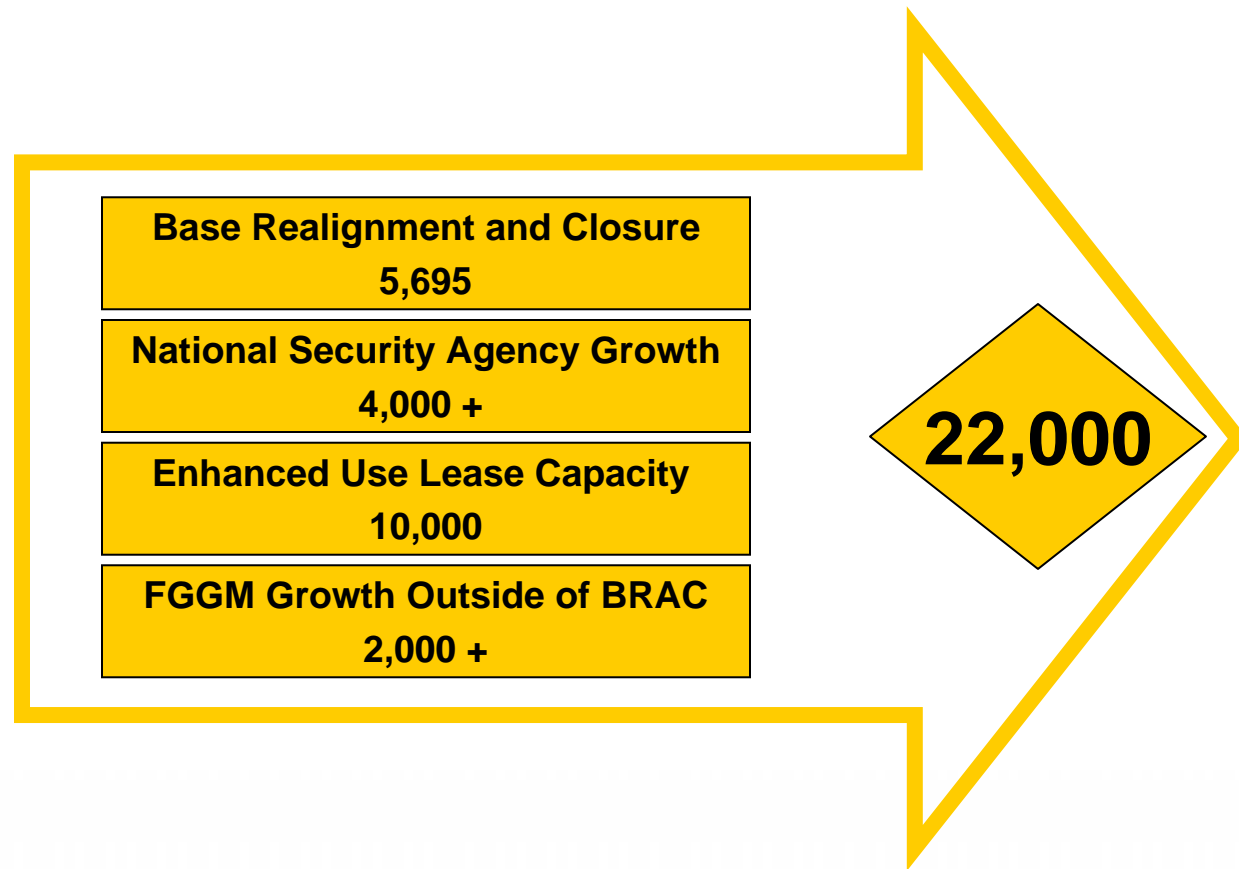 Base Realignment and Closure
5,695
National Security Agency Growth
4,000 +
Enhanced Use Lease Capacity
10,000
FGGM Growth Outside of BRAC
2,000 +
22,000